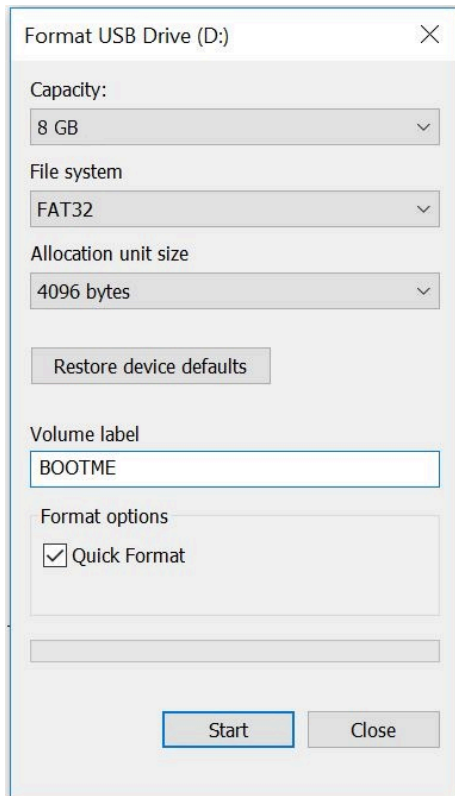 Format USB Drive (D:)
Capacity:
8 GB
File system
FAT32
Allocation unit size
4096 bytes
Restore device defaults
Volume label
BOOTME
Format options
Quick Format
Start
Close